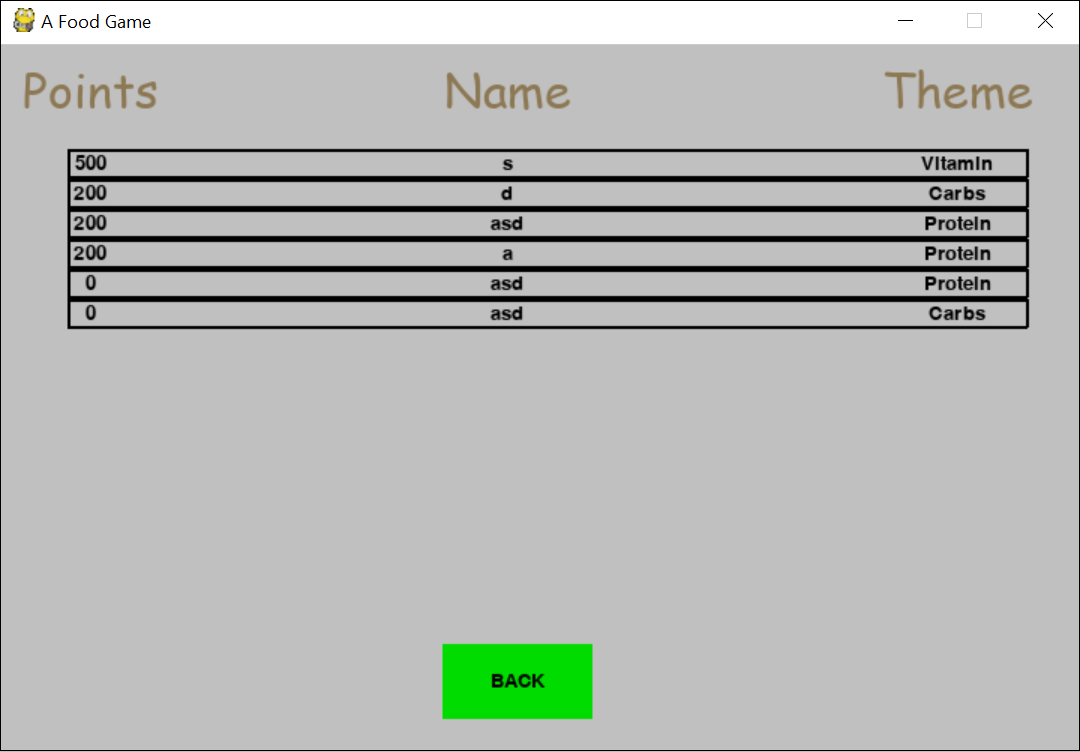 A Food Game
Points Name Theme
500 s Vitamin
200 d Carbs
200 asd Protein
200 a Protein
0 asd Protein
0 asd Carbs
BACK